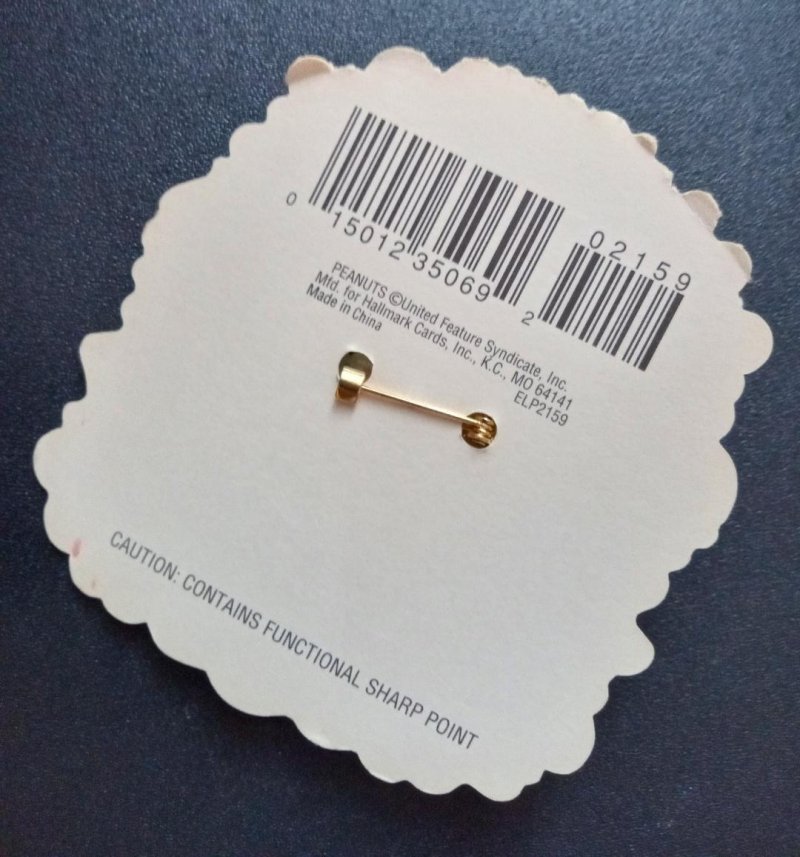 02159
0 15012 35069 2
PEANUTS ©United Feature Syndicate, Inc.
Mfd. for Hallmark Cards, Inc., K.C., MO 64141
Made in China
ELP2159
CAUTION: CONTAINS FUNCTIONAL SHARP POINT